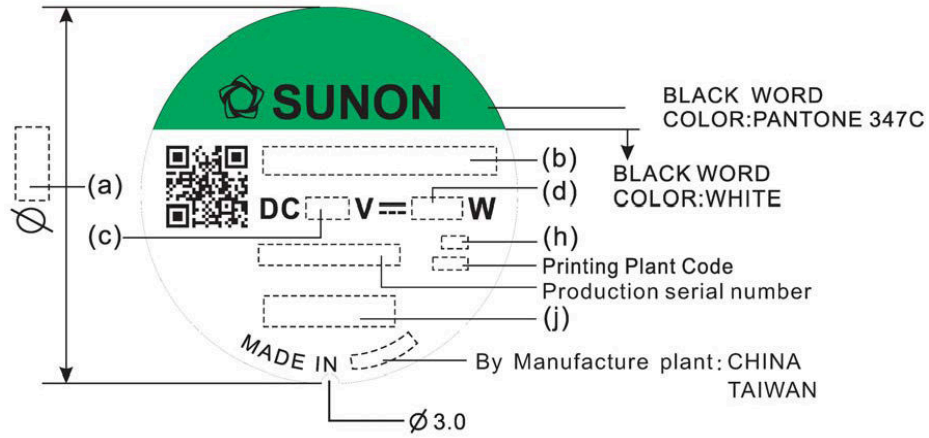 SUNON
BLACK WORD
COLOR:PANTONE 347C
(b)
BLACK WORD
COLOR:WHITE
(a)
(d)
DC V W
Ø
(c)
(h)
Printing Plant Code
Production serial number
(j)
MADE IN
By Manufacture plant: CHINA
TAIWAN
Ø 3.0